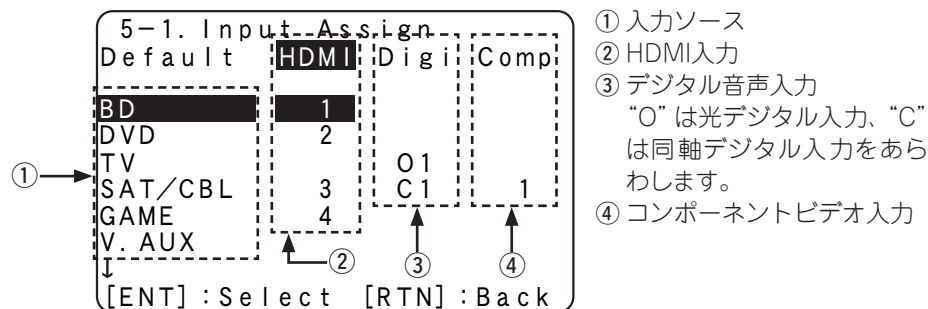 5-1. Input Assign
Default HDMI Digi Comp
BD 1
DVD 2
TV O1
SAT/CBL 3 C1 1
GAME 4
V. AUX
↓
[ENT]:Select [RTN]:Back
①
②
③
④
① 入力ソース
② HDMI入力
③ デジタル音声入力
“O”は光デジタル入力、“C”
は同軸デジタル入力をあら
わします。
④ コンポーネントビデオ入力